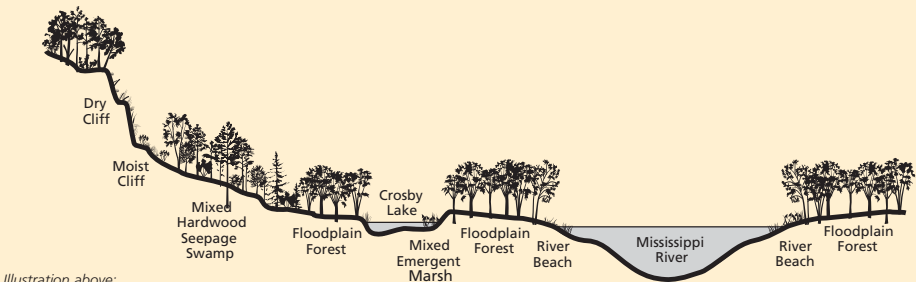 Dry
Cliff
Moist
Cliff
Mixed
Hardwood
Seepage
Swamp
Floodplain
Forest
Crosby
Lake
Mixed
Emergent
Marsh
Floodplain
Forest
River
Beach
Mississippi
River
River
Beach
Floodplain
Forest
Illustration above: